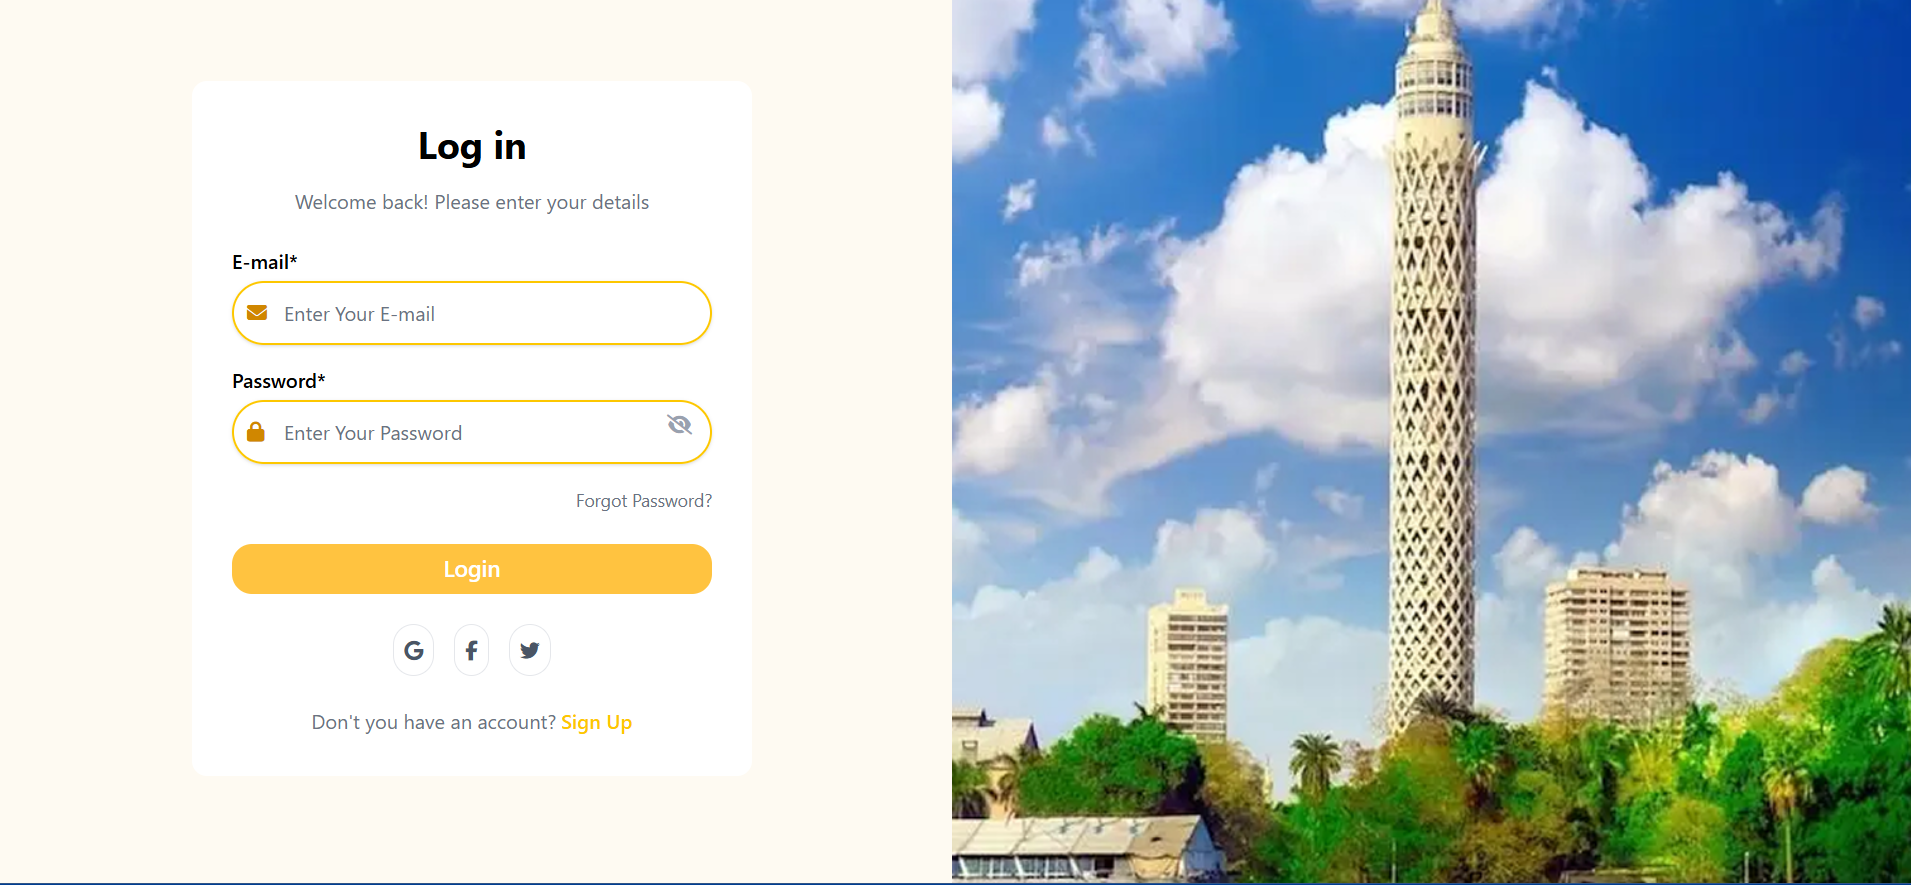 Log in
Welcome back! Please enter your details
E-mail*
Enter Your E-mail
Password*
Enter Your Password
Forgot Password?
Login
Don't you have an account? Sign Up